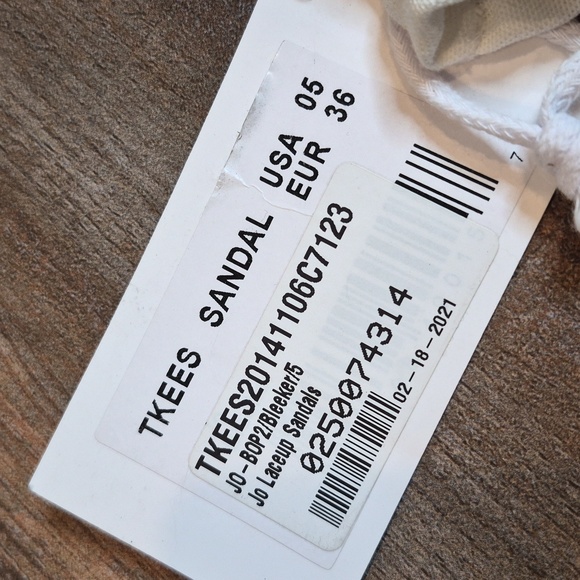 TKEES SANDAL USA 05
EUR 36
7
TKEES20141106C7123
JO-BOP2/Bleeker/5
Jo Laceup Sandals
0250074314
02-18-2021